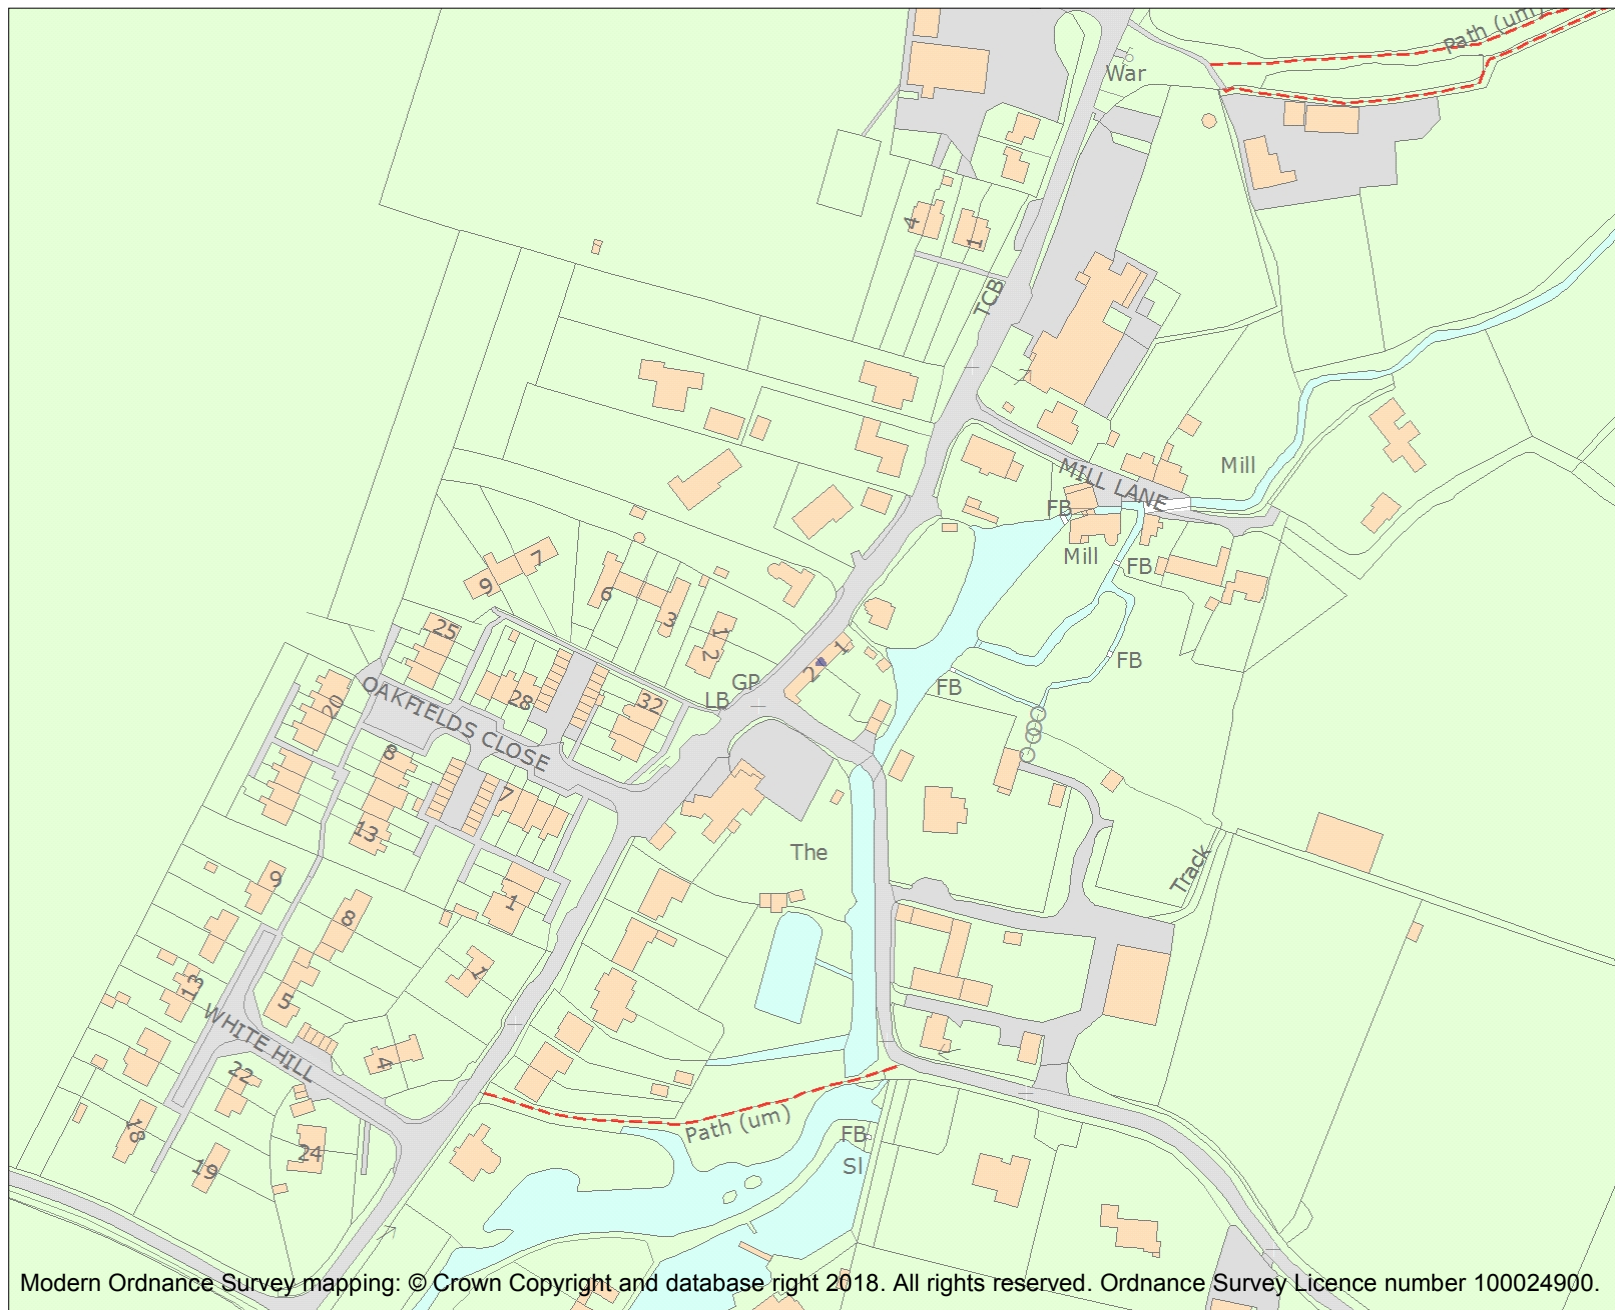 Path (um)
War
4
1
TCB
MILL LANE
Mill
FB
Mill
FB
7
9
6
3
25
1
2
1
2
FB
FB
GP
LB
32
28
20
OAKFIELDS CLOSE
8
7
13
The
Track
9
1
8
1
13
5
WHITE HILL
4
22
Path (um)
FB
Sl
18
24
19
Modern Ordnance Survey mapping: © Crown Copyright and database right 2018. All rights reserved. Ordnance Survey Licence number 100024900.